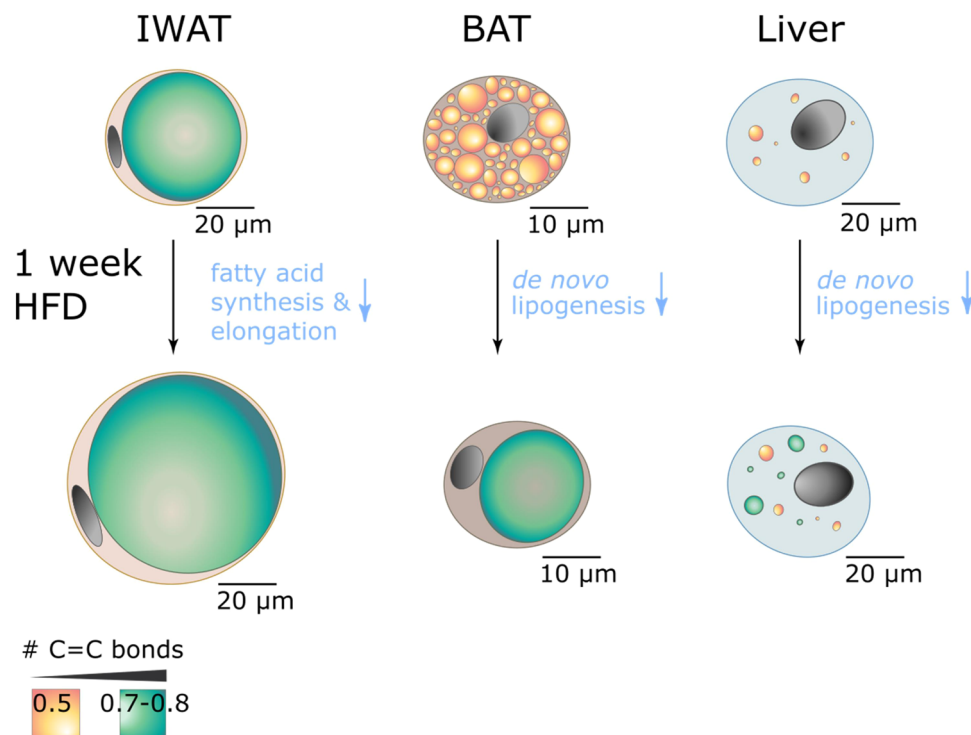 IWAT
BAT
Liver
20 µm
10 µm
20 µm
1 week
HFD
fatty acid
synthesis &
elongation
de novo
lipogenesis
de novo
lipogenesis
20 µm
10 µm
20 µm
# C=C bonds
0.5
0.7-0.8